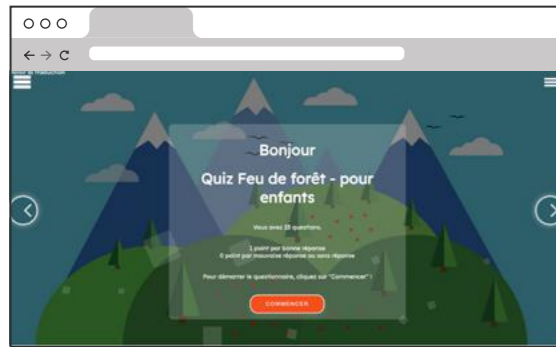 Bonjour
Quiz Feu de forêt - pour
enfants
Vous avez 15 questions.
1 point par bonne réponse
0 point par mauvaise réponse ou sans réponse
Pour démarrer le questionnaire, cliquez sur "Commencer" !
COMMENCER